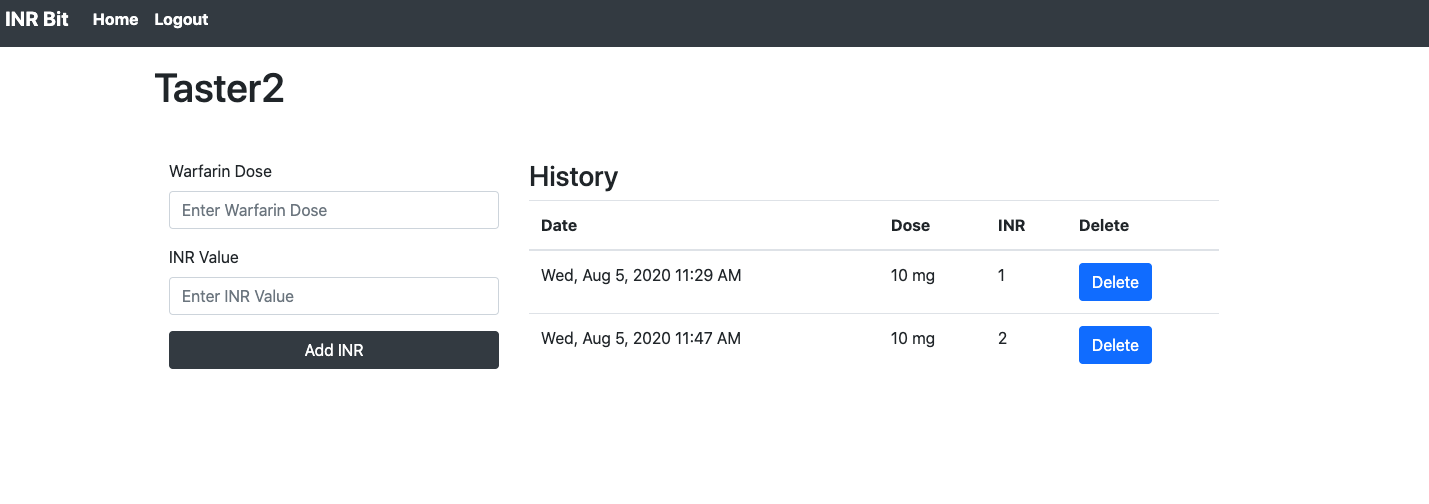 INR Bit Home Logout
Taster2
Warfarin Dose
Enter Warfarin Dose
INR Value
Enter INR Value
Add INR
History
Date Dose INR Delete
Wed, Aug 5, 2020 11:29 AM 10 mg 1 Delete
Wed, Aug 5, 2020 11:47 AM 10 mg 2 Delete